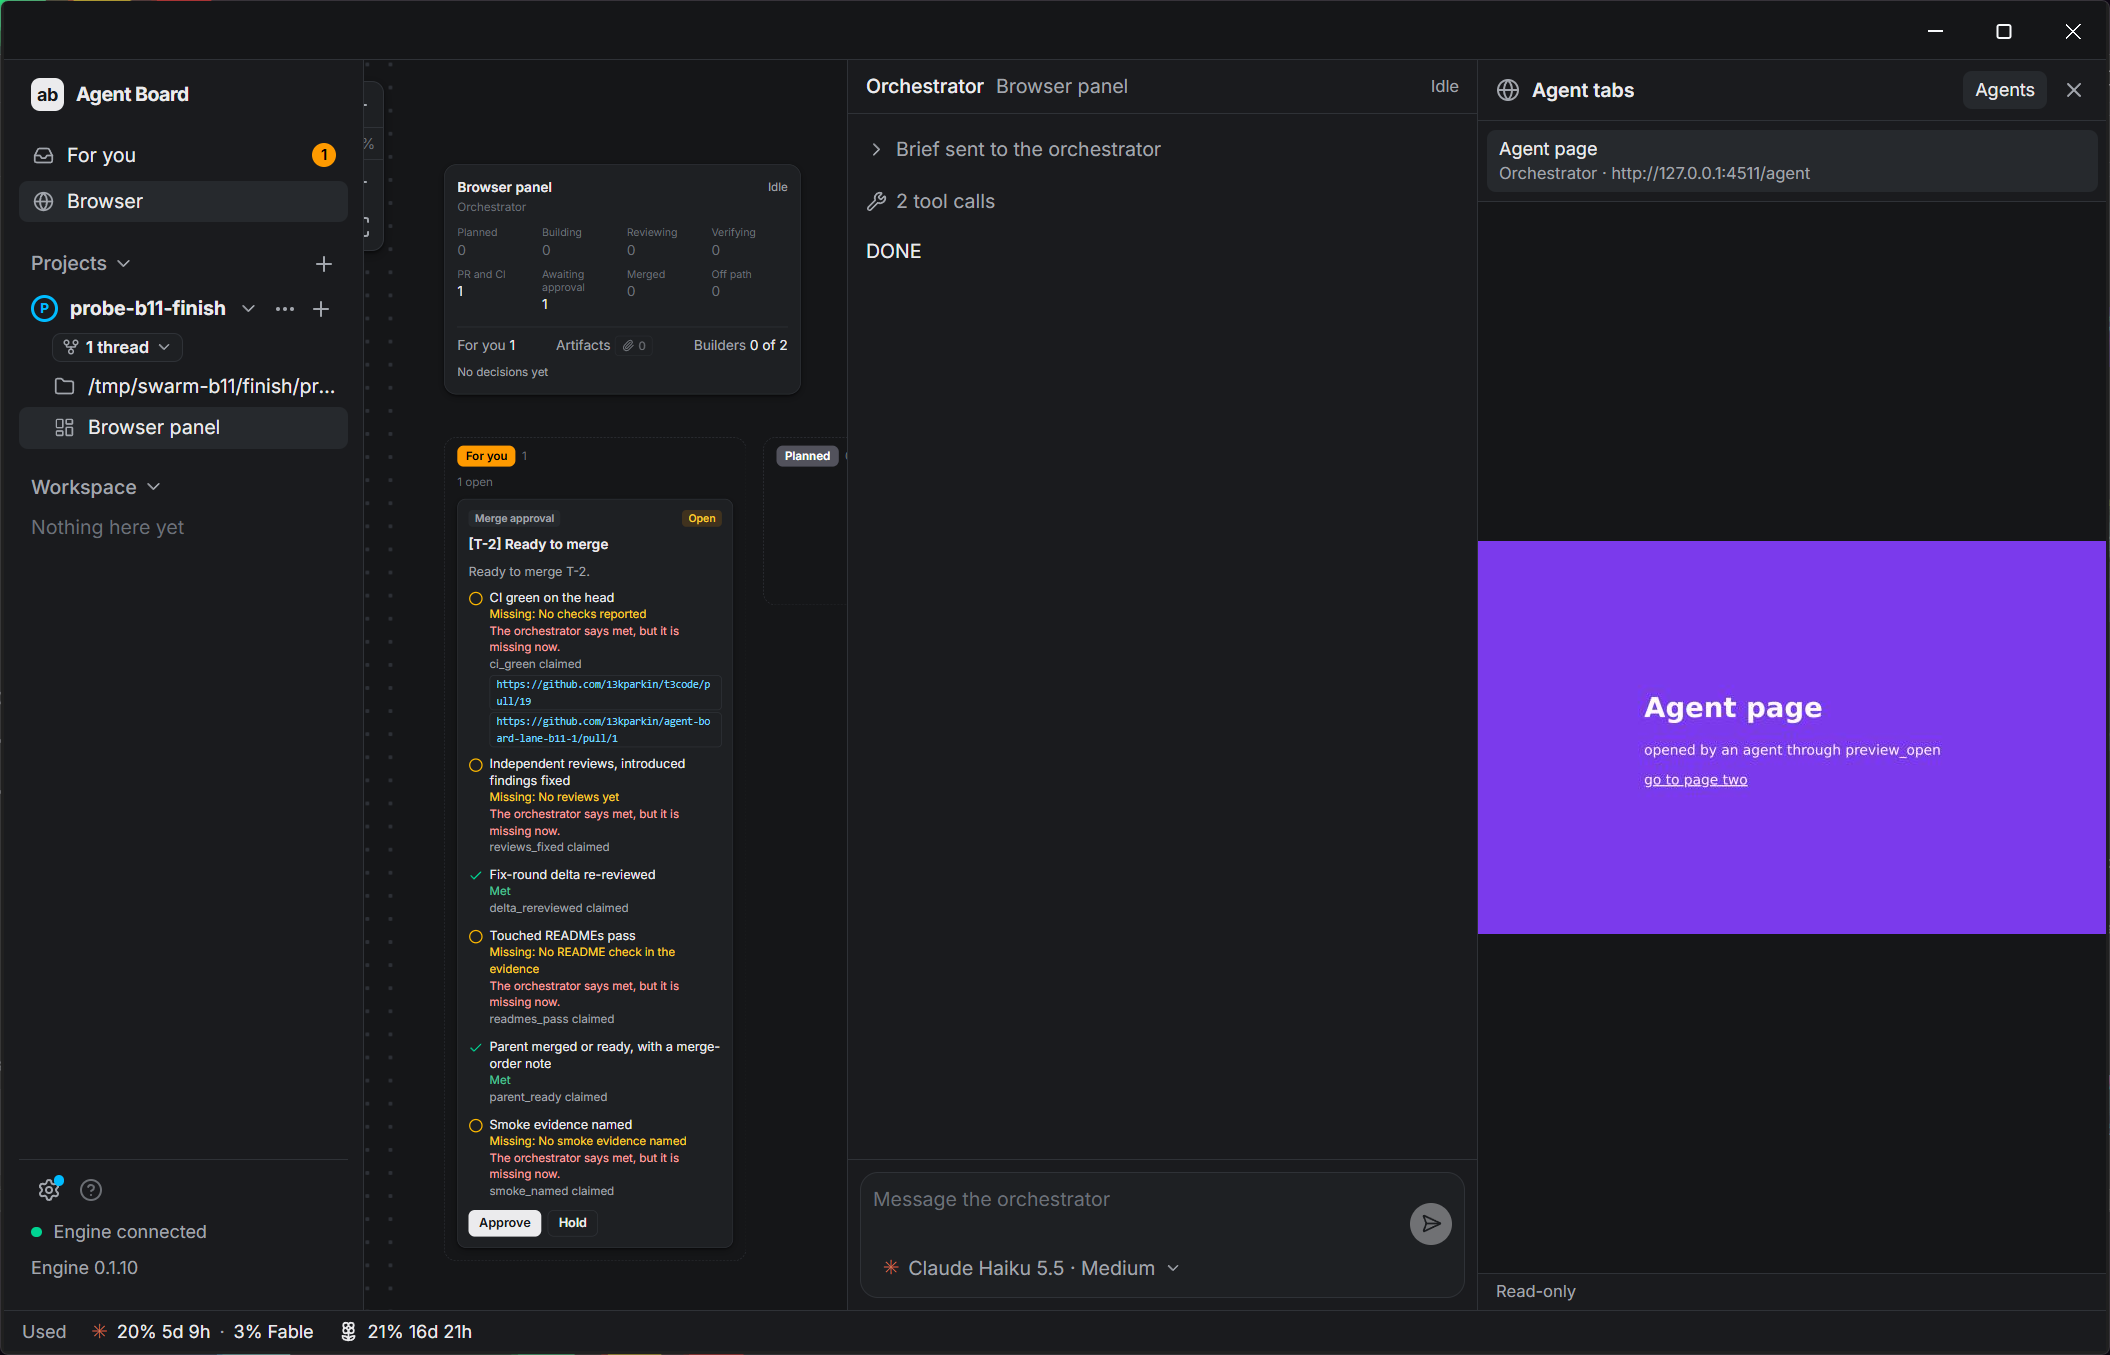 ab Agent Board
For you 1
Browser
Projects
P probe-b11-finish
1 thread
/tmp/swarm-b11/finish/pr...
Browser panel
Workspace
Nothing here yet
Engine connected
Engine 0.1.10
%
Browser panel Idle
Orchestrator
Planned Building Reviewing Verifying
0 0 0 0
PR and CI Awaiting approval Merged Off path
1 1 0 0
For you 1 Artifacts 0 Builders 0 of 2
No decisions yet
For you 1
1 open
Merge approval Open
[T-2] Ready to merge
Ready to merge T-2.
CI green on the head
Missing: No checks reported
The orchestrator says met, but it is
missing now.
ci_green claimed
https://github.com/13kparkin/t3code/p
ull/19
https://github.com/13kparkin/agent-bo
ard-lane-b11-1/pull/1
Independent reviews, introduced
findings fixed
Missing: No reviews yet
The orchestrator says met, but it is
missing now.
reviews_fixed claimed
Fix-round delta re-reviewed
Met
delta_rereviewed claimed
Touched READMEs pass
Missing: No README check in the
evidence
The orchestrator says met, but it is
missing now.
readmes_pass claimed
Parent merged or ready, with a merge-
order note
Met
parent_ready claimed
Smoke evidence named
Missing: No smoke evidence named
The orchestrator says met, but it is
missing now.
smoke_named claimed
Approve Hold
Planned
Orchestrator Browser panel Idle
Brief sent to the orchestrator
2 tool calls
DONE
Message the orchestrator
Claude Haiku 5.5 · Medium
Agent tabs Agents
Agent page
Orchestrator · http://127.0.0.1:4511/agent
Agent page
opened by an agent through preview_open
go to page two
Read-only
Used 20% 5d 9h · 3% Fable 21% 16d 21h